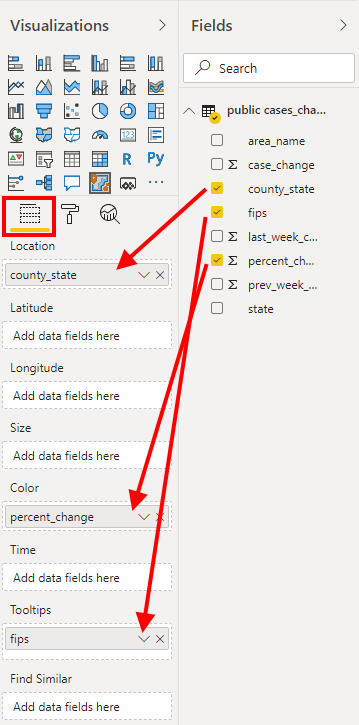 Visualizations
Fields
Search
public cases_cha...
area_name
Σ case_change
county_state
fips
Σ last_week_c...
Σ percent_ch...
Σ prev_week_...
state
123
R Py
...
Location
county_state
Latitude
Add data fields here
Longitude
Add data fields here
Size
Add data fields here
Color
percent_change
Time
Add data fields here
Tooltips
fips
Find Similar
Add data fields here